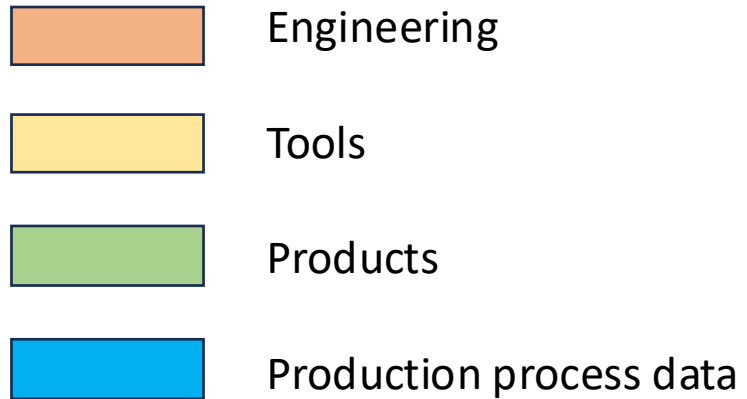 Engineering
Tools
Products
Production process data